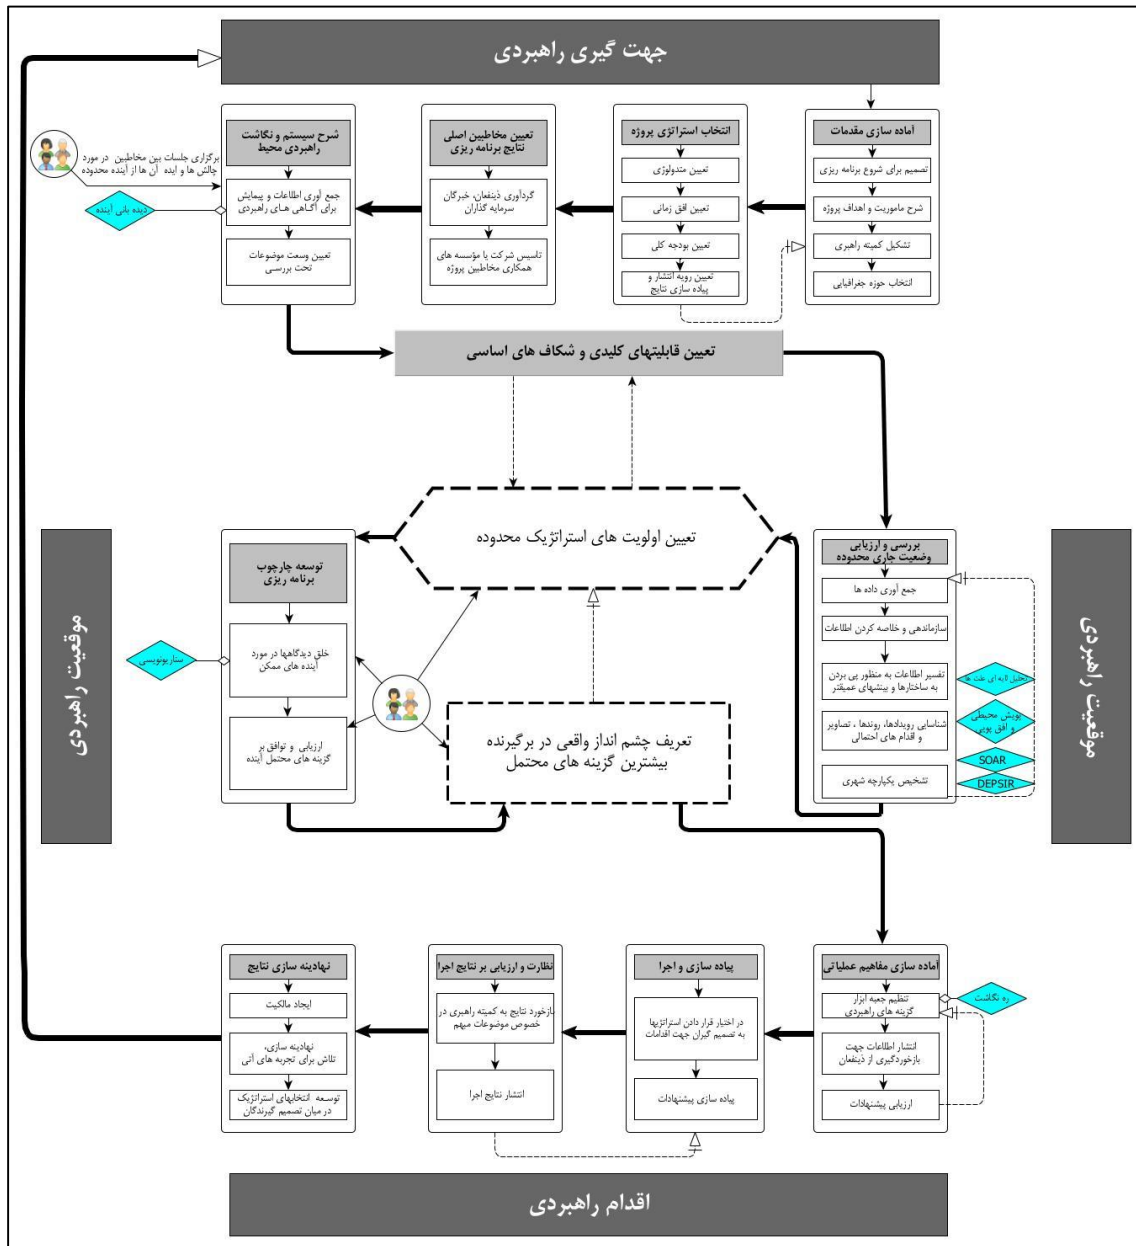 جهت گیری راهبردی
آماده سازی مقدمات
تصمیم برای شروع برنامه ریزی
شرح ماموریت و اهداف پروژه
تشکیل کمیته راهبری
انتخاب حوزه جغرافیایی
انتخاب استراتژی پروژه
تعیین متدولوژی
تعیین افق زمانی
تعیین بودجه کلی
تعیین رویه انتشار و
پیاده سازی نتایج
تعیین مخاطبین اصلی
نتایج برنامه ریزی
گردآوری ذینفعان، خبرگان
سرمایه گذاران
تاسیس شرکت یا مؤسسه های
همکاری مخاطبین پروژه
شرح سیستم و نگاشت
راهبردی محیط
جمع آوری اطلاعات و پیمایش
برای آگاهی های راهبردی
تعیین وسعت موضوعات
تحت بررسی
برگزاری جلسات بین مخاطبین در مورد
چالش ها و ایده آن ها از آینده محدوده
دیده بانی آینده
تعیین قابلیتهای کلیدی و شکاف های اساسی
موقعیت راهبردی
بررسی و ارزیابی
وضعیت جاری محدوده
جمع آوری داده ها
سازماندهی و خلاصه کردن اطلاعات
تفسیر اطلاعات به منظور پی بردن
به ساختارها و بینشهای عمیقتر
شناسایی رویدادها، روندها ، تصاویر
و اقدام های احتمالی
تشخیص یکپارچه شهری
تحلیل لایه ای علت ها
پویش محیطی
و افق پویی
SOAR
DEPSIR
تعیین اولویت های استراتژیک محدوده
تعریف چشم انداز واقعی در برگیرنده
بیشترین گزینه های محتمل
توسعه چارچوب
برنامه ریزی
خلق دیدگاهها در مورد
آینده های ممکن
ارزیابی و توافق بر
گزینه های محتمل آینده
سناریونویسی
موقعیت راهبردی
آماده سازی مفاهیم عملیاتی
تنظیم جعبه ابزار
گزینه های راهبردی
انتشار اطلاعات جهت
بازخوردگیری از ذینفعان
ارزیابی پیشنهادات
ره نگاشت
پیاده سازی و اجرا
در اختیار قرار دادن استراتژیها
به تصمیم گیران جهت اقدامات
پیاده سازی پیشنهادات
نظارت و ارزیابی بر نتایج اجرا
بازخورد نتایج به کمیته راهبری در
خصوص موضوعات مبهم
انتشار نتایج اجرا
نهادینه سازی نتایج
ایجاد مالکیت
نهادینه سازی،
تلاش برای تجربه های آتی
توسعه انتخابهای استراتژیک
در میان تصمیم گیرندگان
اقدام راهبردی